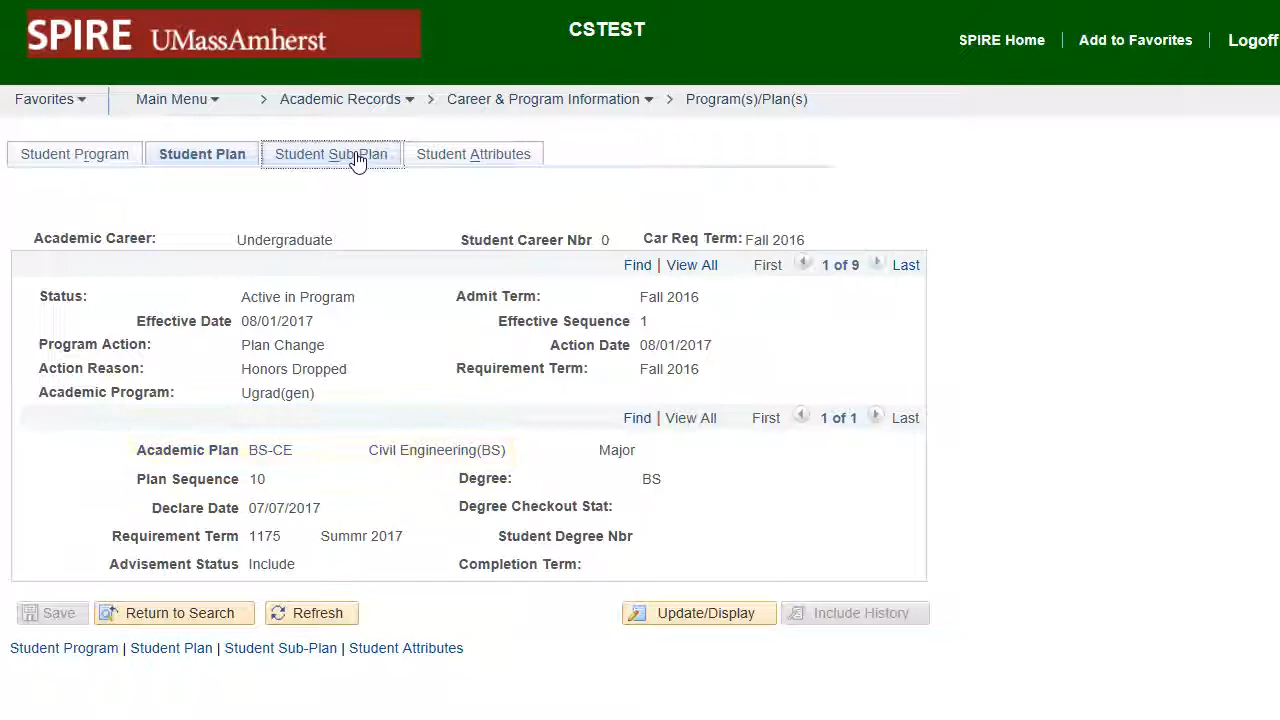 SPIRE UMassAmherst
CSTEST
SPIRE Home Add to Favorites Logoff
Favorites Main Menu > Academic Records > Career & Program Information > Program(s)/Plan(s)
Student Program Student Plan Student Sub-Plan Student Attributes
Academic Career: Undergraduate Student Career Nbr 0 Car Req Term: Fall 2016
Find | View All First 1 of 9 Last
Status: Active in Program Admit Term: Fall 2016
Effective Date 08/01/2017 Effective Sequence 1
Program Action: Plan Change Action Date 08/01/2017
Action Reason: Honors Dropped Requirement Term: Fall 2016
Academic Program: Ugrad(gen)
Find | View All First 1 of 1 Last
Academic Plan BS-CE Civil Engineering(BS) Major
Plan Sequence 10 Degree: BS
Declare Date 07/07/2017 Degree Checkout Stat:
Requirement Term 1175 Summr 2017 Student Degree Nbr
Advisement Status Include Completion Term:
Save Return to Search Refresh Update/Display Include History
Student Program | Student Plan | Student Sub-Plan | Student Attributes